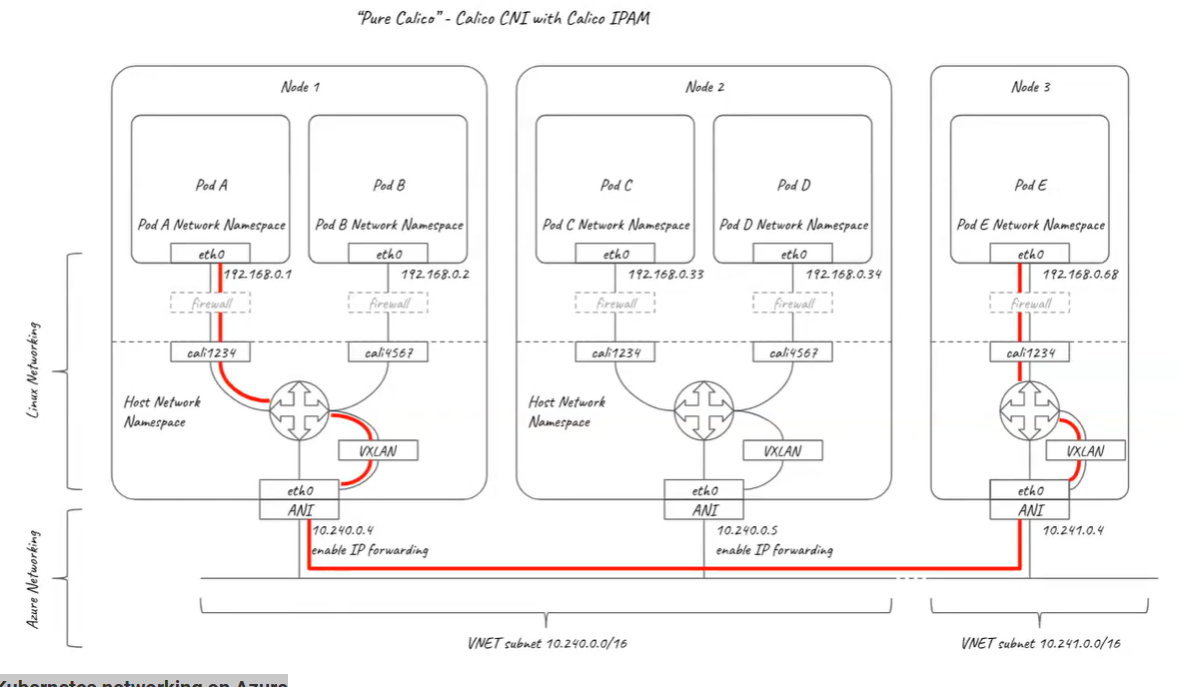 "Pure Calico" - Calico CNI with Calico IPAM
Node 1
Node 2
Node 3
Pod A
Pod B
Pod C
Pod D
Pod E
Pod A Network Namespace
Pod B Network Namespace
Pod C Network Namespace
Pod D Network Namespace
Pod E Network Namespace
eth0
eth0
eth0
eth0
eth0
192.168.0.1
192.168.0.2
192.168.0.33
192.168.0.34
192.168.0.68
firewall
firewall
firewall
firewall
firewall
Linux Networking
cali1234
cali4567
cali1234
cali4567
cali1234
Host Network
Namespace
Host Network
Namespace
VXLAN
VXLAN
VXLAN
eth0
eth0
eth0
ANI
ANI
ANI
10.240.0.4
10.240.0.5
10.241.0.4
enable IP forwarding
enable IP forwarding
Azure Networking
VNET subnet 10.240.0.0/16
VNET subnet 10.241.0.0/16
Kubernetes networking on Azure